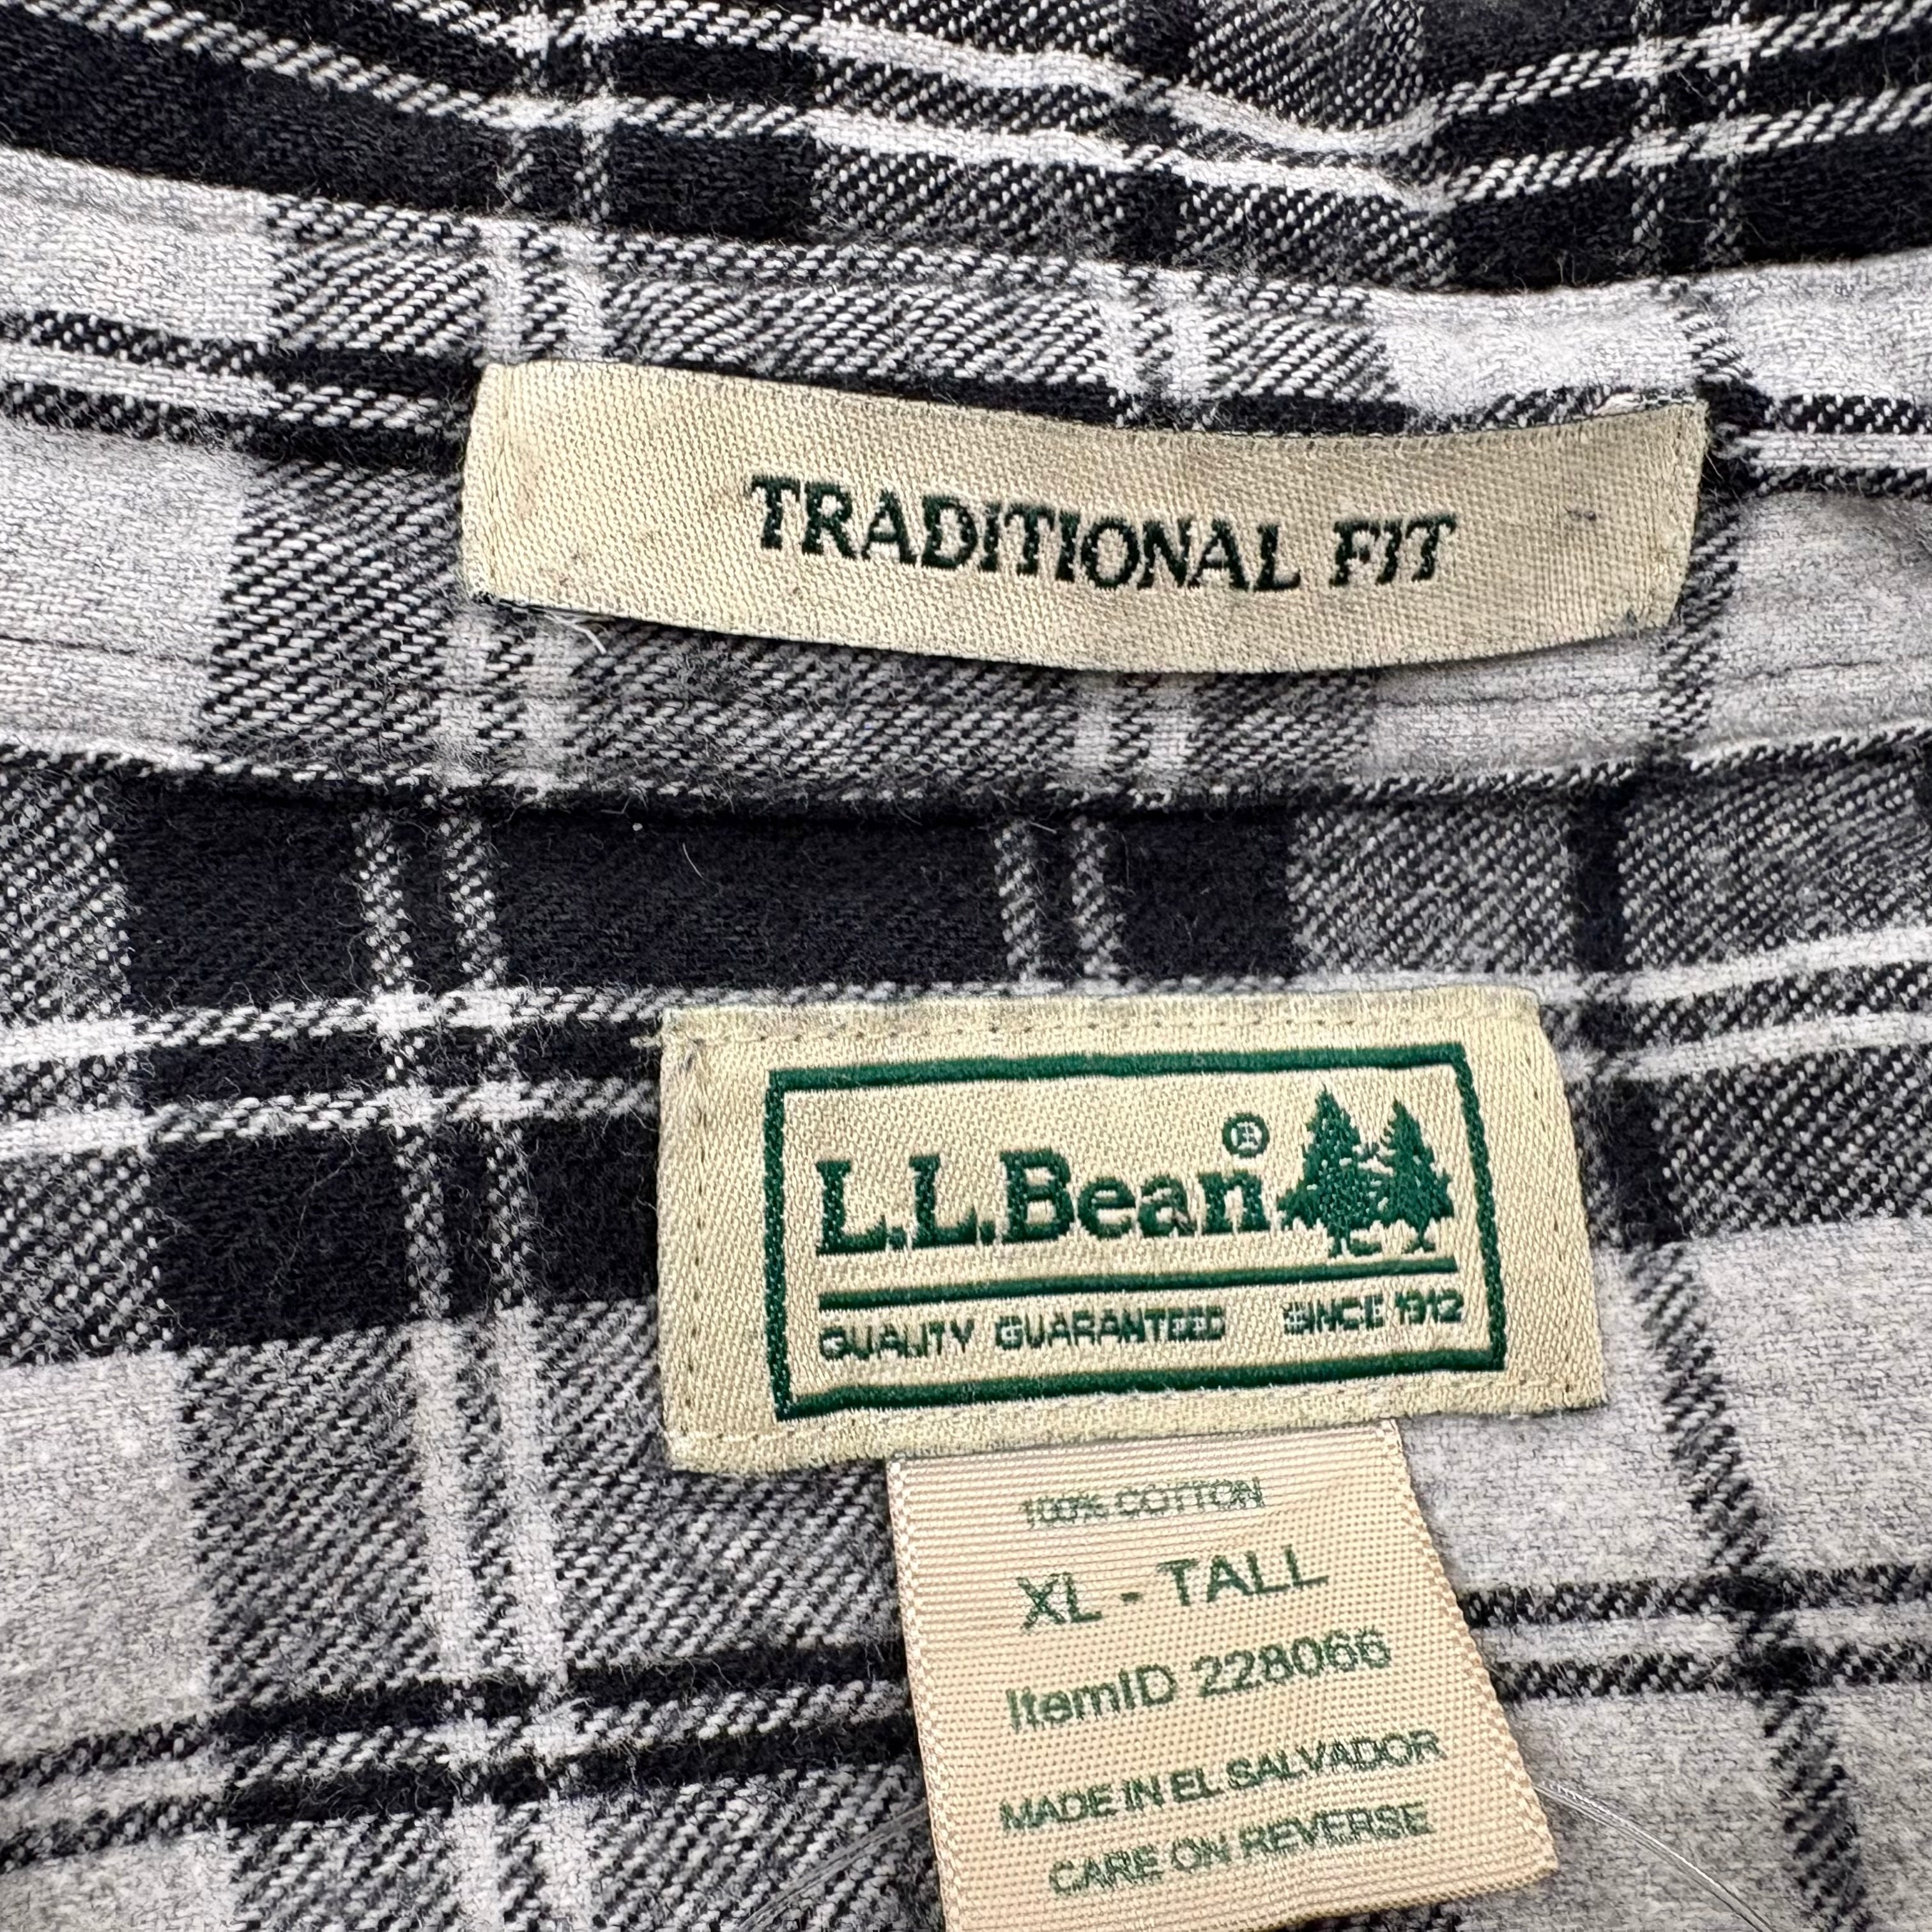 TRADITIONAL FIT
L.L.Bean®
QUALITY GUARANTEED SINCE 1912
100% COTTON
XL - TALL
ItemID 228066
MADE IN EL SALVADOR
CARE ON REVERSE